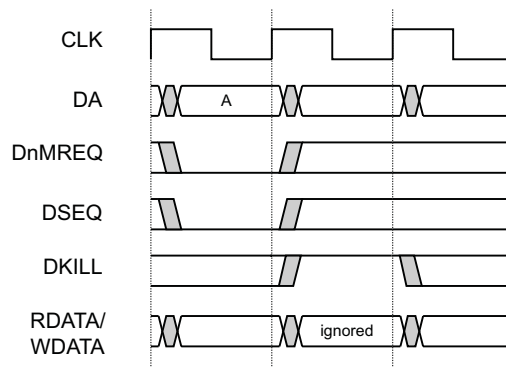 CLK
DA
A
DnMREQ
DSEQ
DKILL
RDATA/
WDATA
ignored